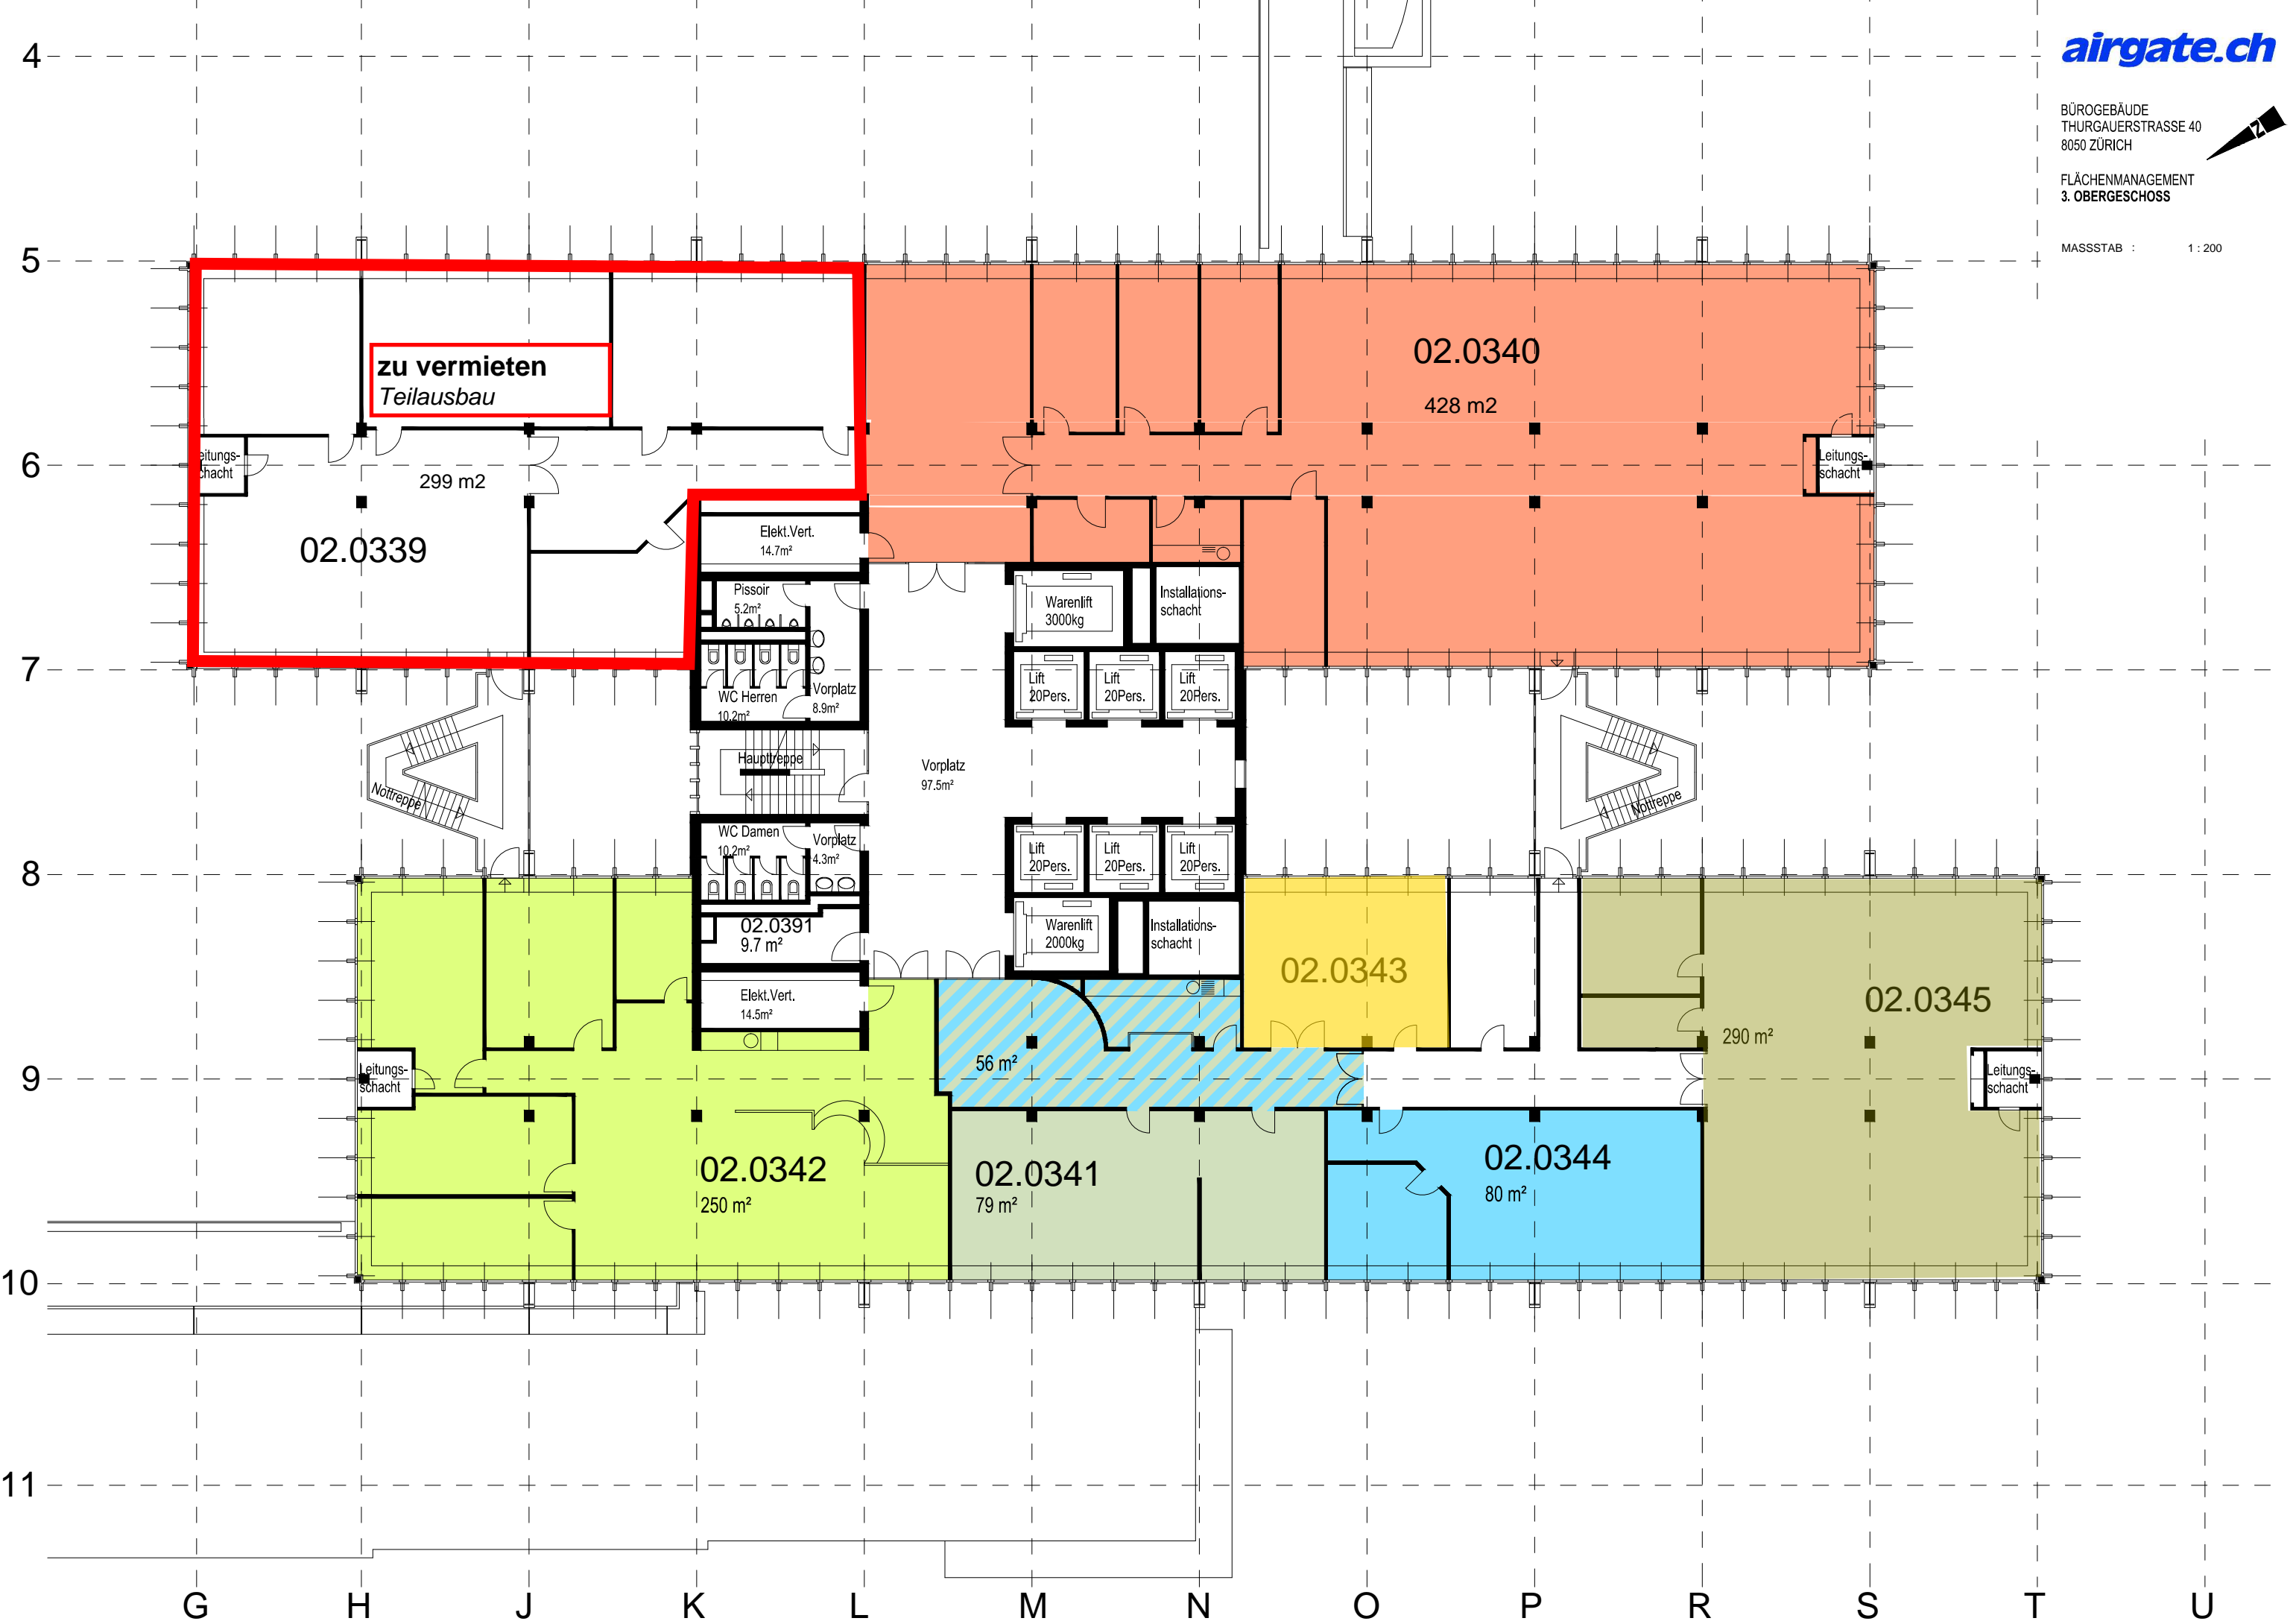 airgate.ch
BÜROGEBÄUDE
THURGAUERSTRASSE 40
8050 ZÜRICH
N
FLÄCHENMANAGEMENT
3. OBERGESCHOSS
MASSSTAB : 1 : 200
4
5
6
7
8
9
10
11
zu vermieten
Teilausbau
eitungs-
chacht
299 m2
02.0339
02.0340
428 m2
Leitungs-
schacht
Elekt.Vert.
14.7m²
Pissoir
5.2m²
WC Herren
10.2m²
Vorplatz
8.9m²
Warenlift
3000kg
Installations-
schacht
Lift
20Pers.
Lift
20Pers.
Lift
20Pers.
Nottreppe
Haupttreppe
Vorplatz
97.5m²
Nottreppe
WC Damen
10.2m²
Vorplatz
4.3m²
Lift
20Pers.
Lift
20Pers.
Lift
20Pers.
02.0391
9.7 m²
Warenlift
2000kg
Installations-
schacht
Elekt.Vert.
14.5m²
02.0343
02.0345
290 m²
Leitungs-
schacht
56 m²
Leitungs-
schacht
02.0342
250 m²
02.0341
79 m²
02.0344
80 m²
G H J K L M N O P R S T U